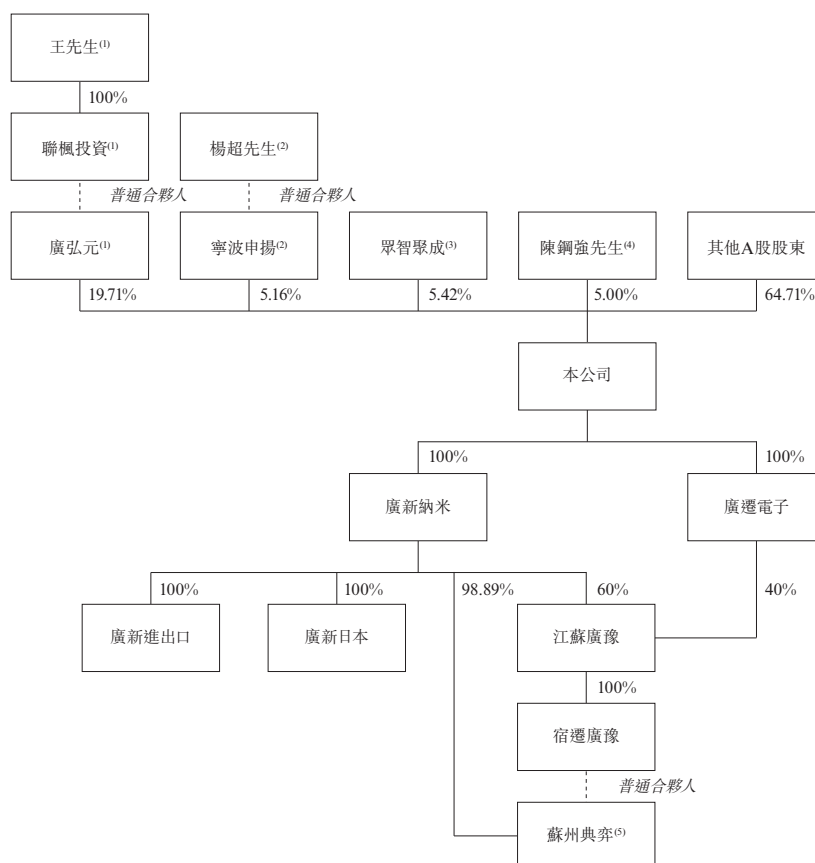 王先生(1)
100%
聯楓投資(1)
楊超先生(2)
普通合夥人
普通合夥人
廣弘元(1)
寧波申揚(2)
眾智聚成(3)
陳鋼強先生(4)
其他A股股東
19.71%
5.16%
5.42%
5.00%
64.71%
本公司
100%
100%
廣新納米
廣遷電子
100%
100%
98.89%
60%
40%
廣新進出口
廣新日本
江蘇廣豫
100%
宿遷廣豫
普通合夥人
蘇州典弈(5)